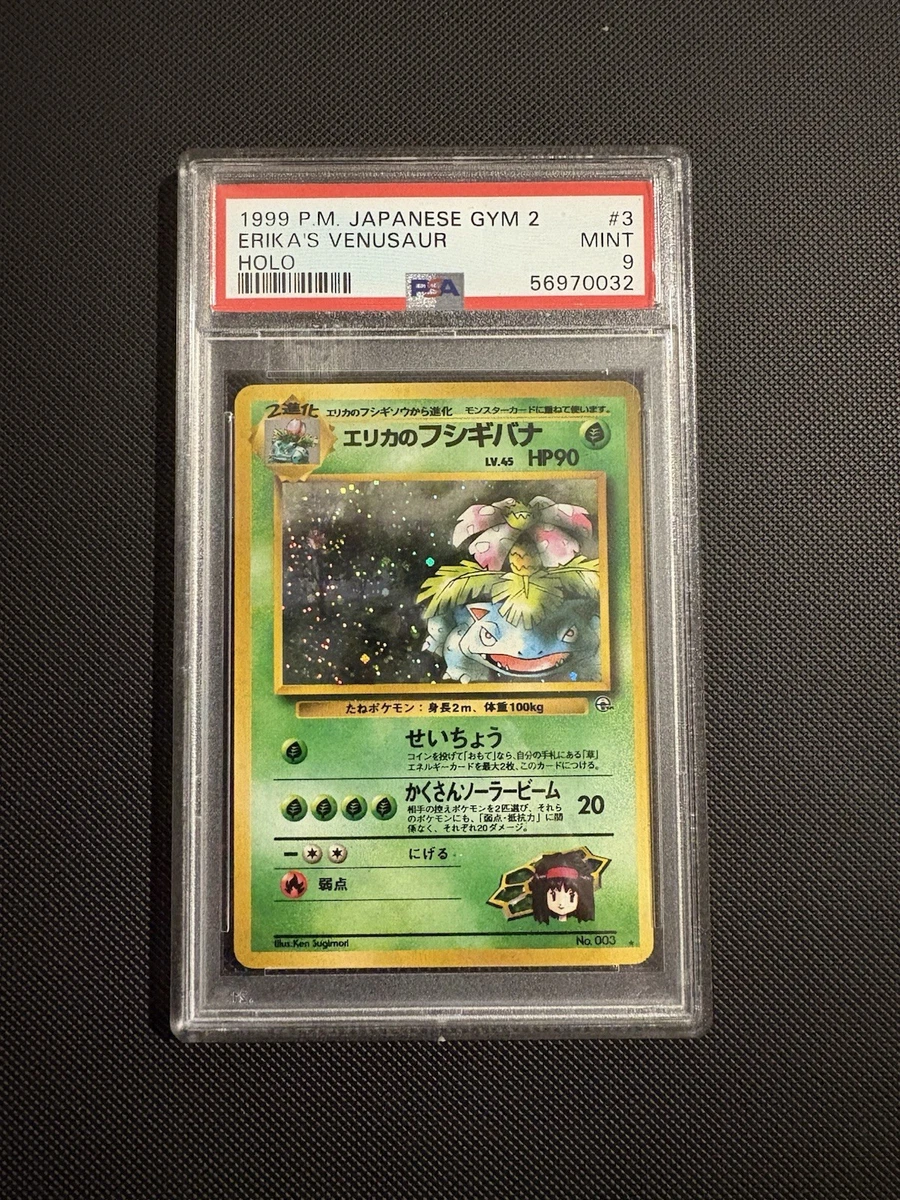 1999 P.M. JAPANESE GYM 2 #3
ERIKA'S VENUSAUR MINT
HOLO 9
PSA 56970032
2進化 エリカのフシギソウから進化 モンスターカードに重ねて使います。
エリカのフシギバナ
LV.45 HP90
たねポケモン：身長2m、体重100kg
せいちょう
コインを投げて「おもて」なら、自分の手札にある「草」
エネルギーカードを最大2枚、このカードにつける。
かくさんソーラービーム 20
相手の控えポケモンを2匹選び、それら
のポケモンにも、「弱点・抵抗力」に関
係なく、それぞれ20ダメージ。
にげる
弱点
Illus. Ken Sugimori No. 003